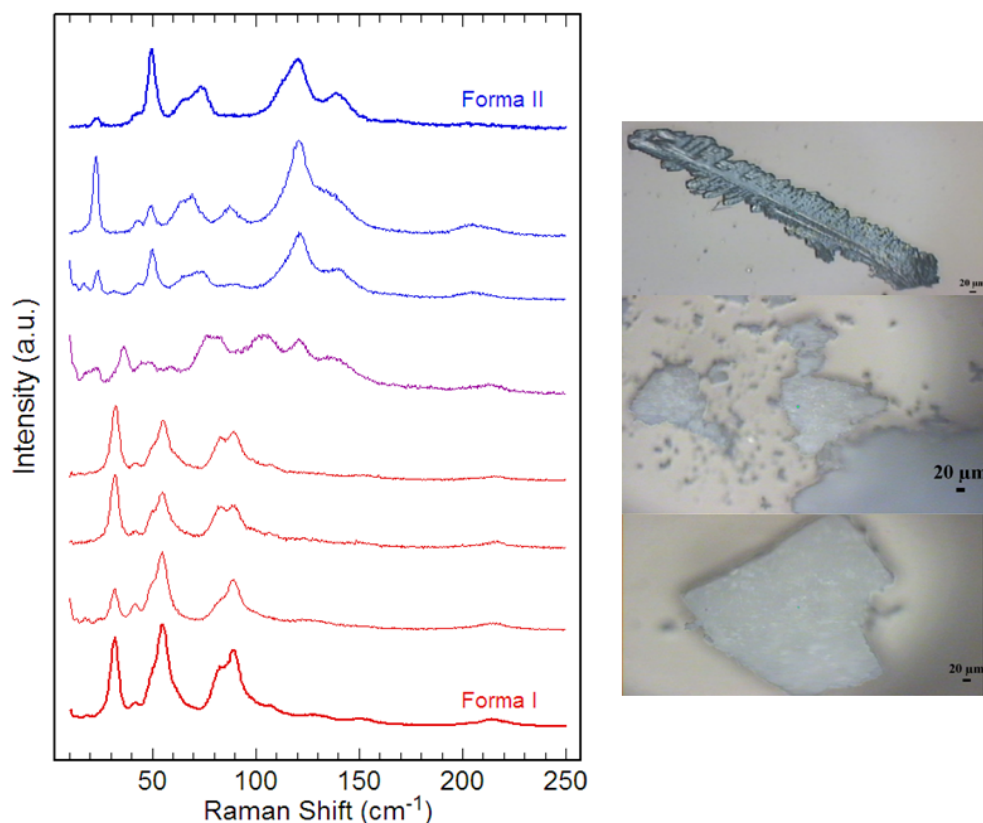 Intensity (a.u.)
Forma II
Forma I
50
100
150
200
250
Raman Shift (cm⁻¹)
20 µm
20 µm
20 µm